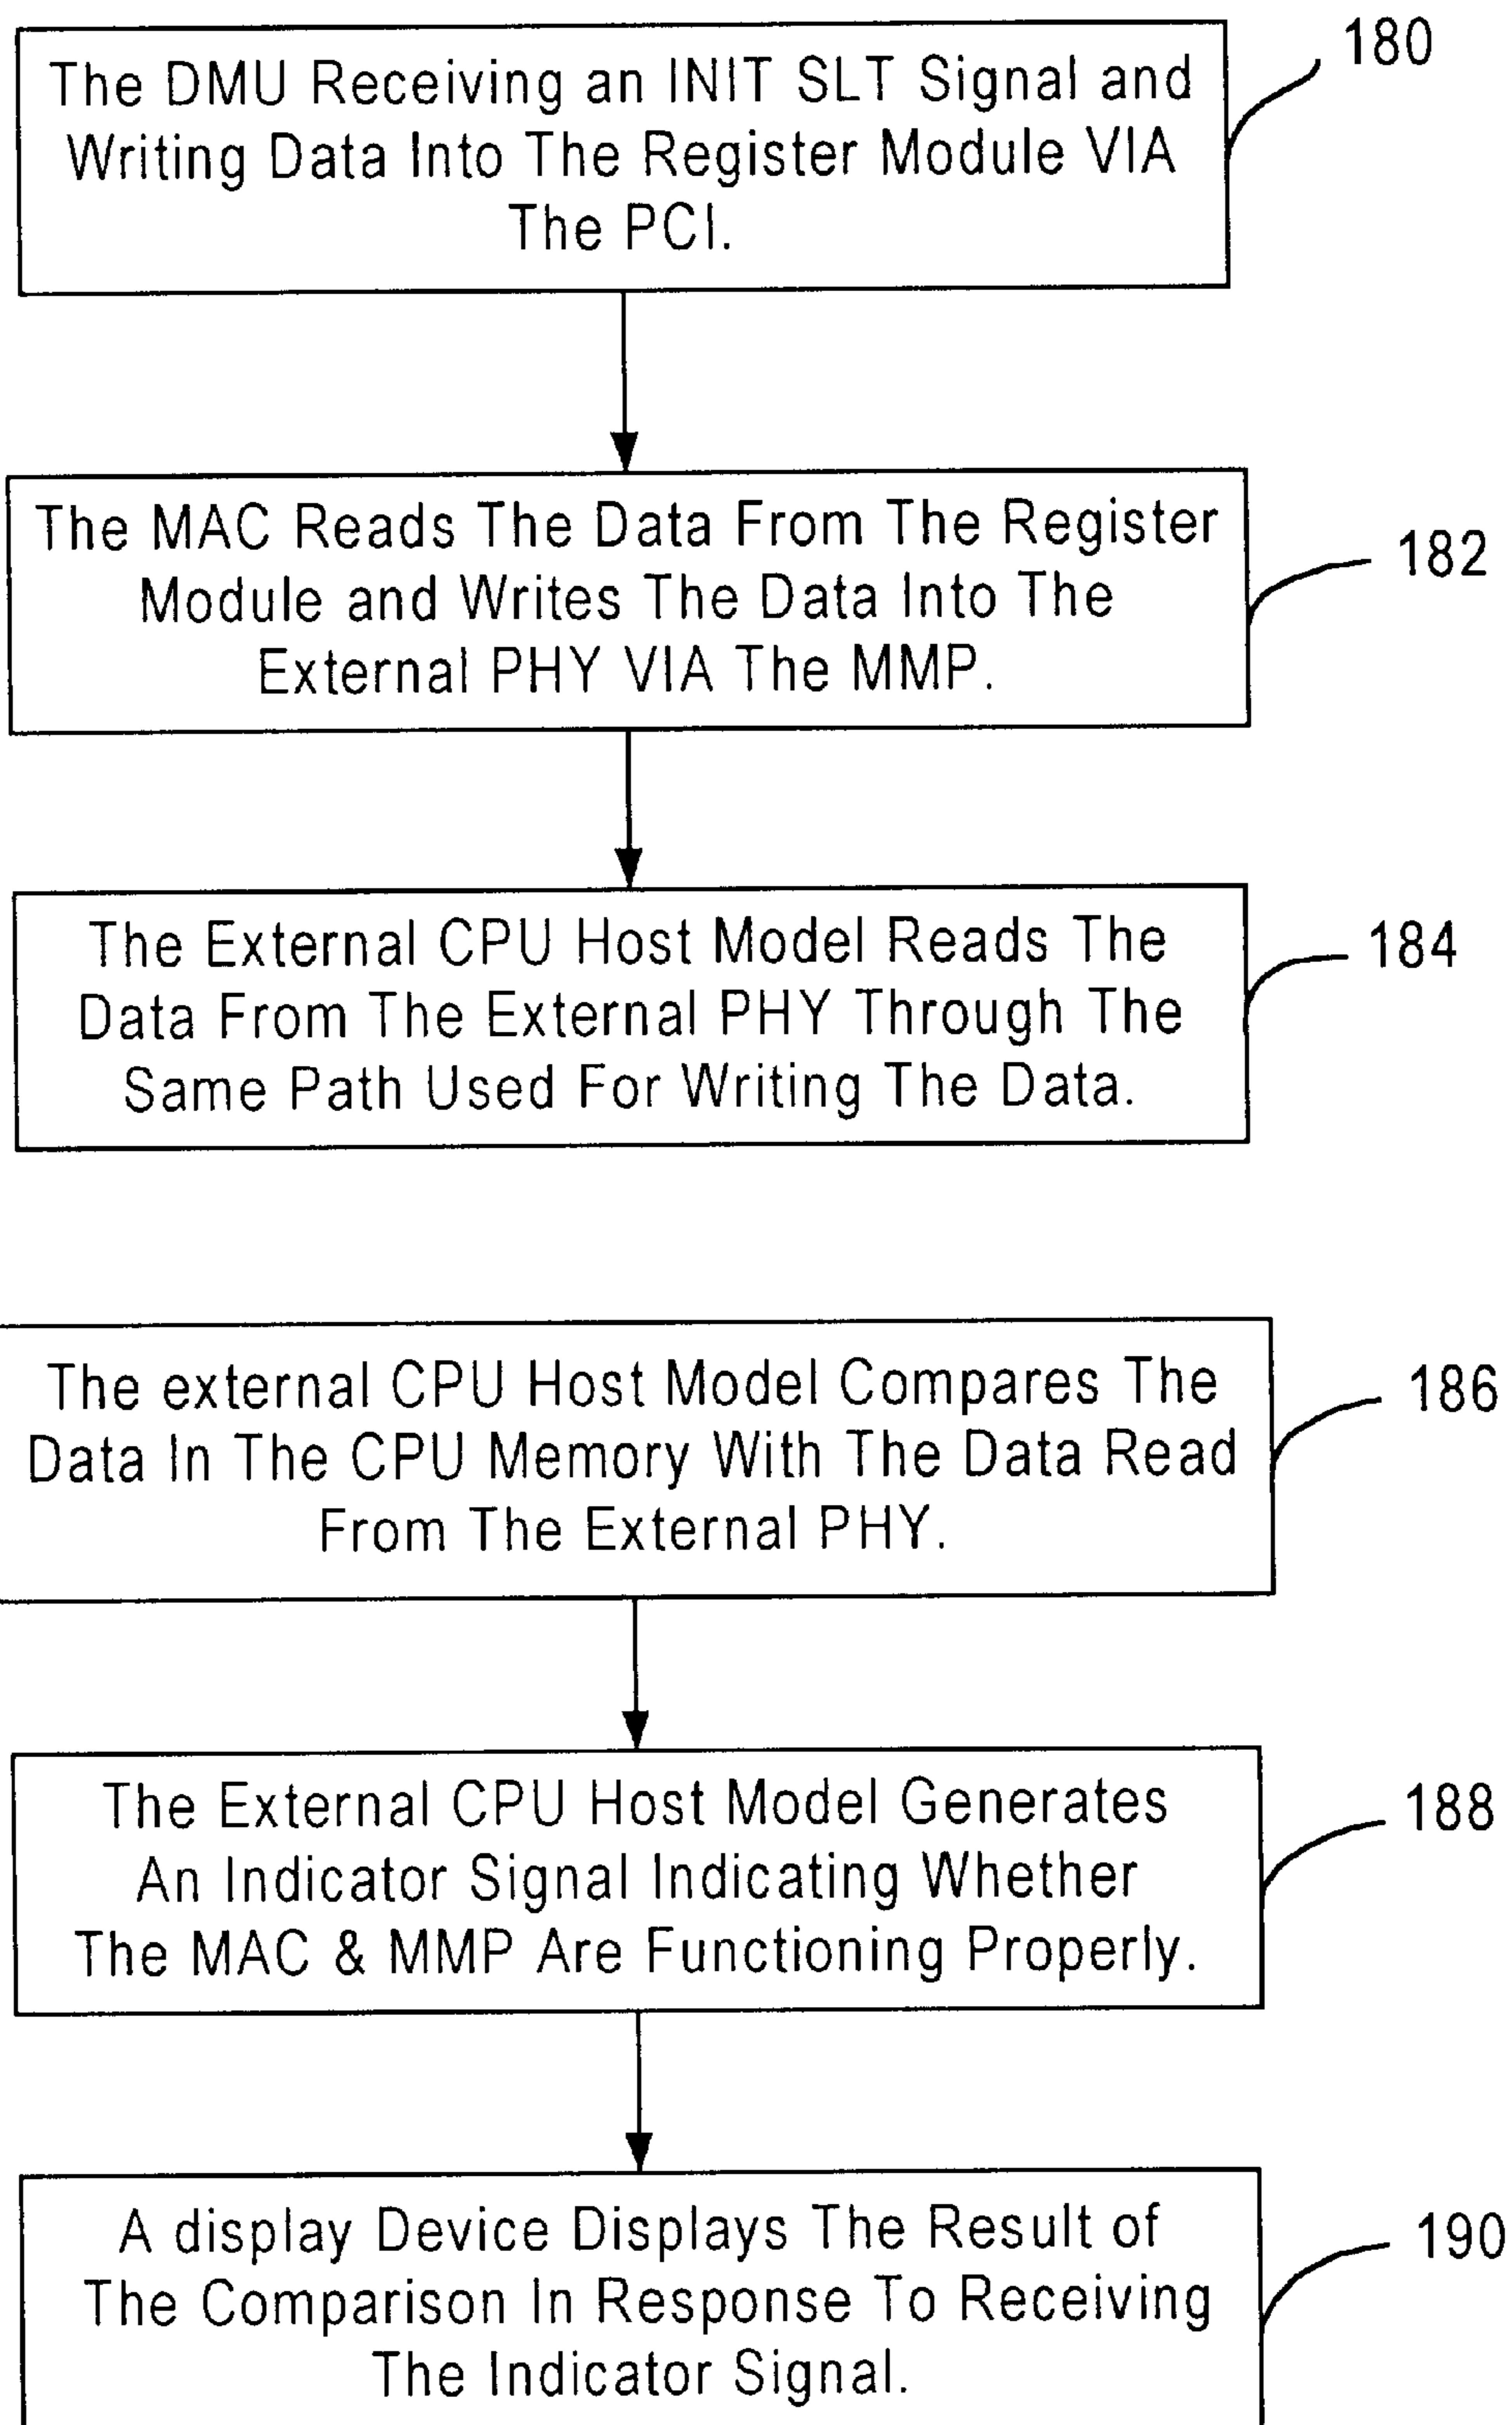 The DMU Receiving an INIT SLT Signal and
Writing Data Into The Register Module VIA
The PCI.
180
The MAC Reads The Data From The Register
Module and Writes The Data Into The
External PHY VIA The MMP.
182
The External CPU Host Model Reads The
Data From The External PHY Through The
Same Path Used For Writing The Data.
184
The external CPU Host Model Compares The
Data In The CPU Memory With The Data Read
From The External PHY.
186
The External CPU Host Model Generates
An Indicator Signal Indicating Whether
The MAC & MMP Are Functioning Properly.
188
A display Device Displays The Result of
The Comparison In Response To Receiving
The Indicator Signal.
190